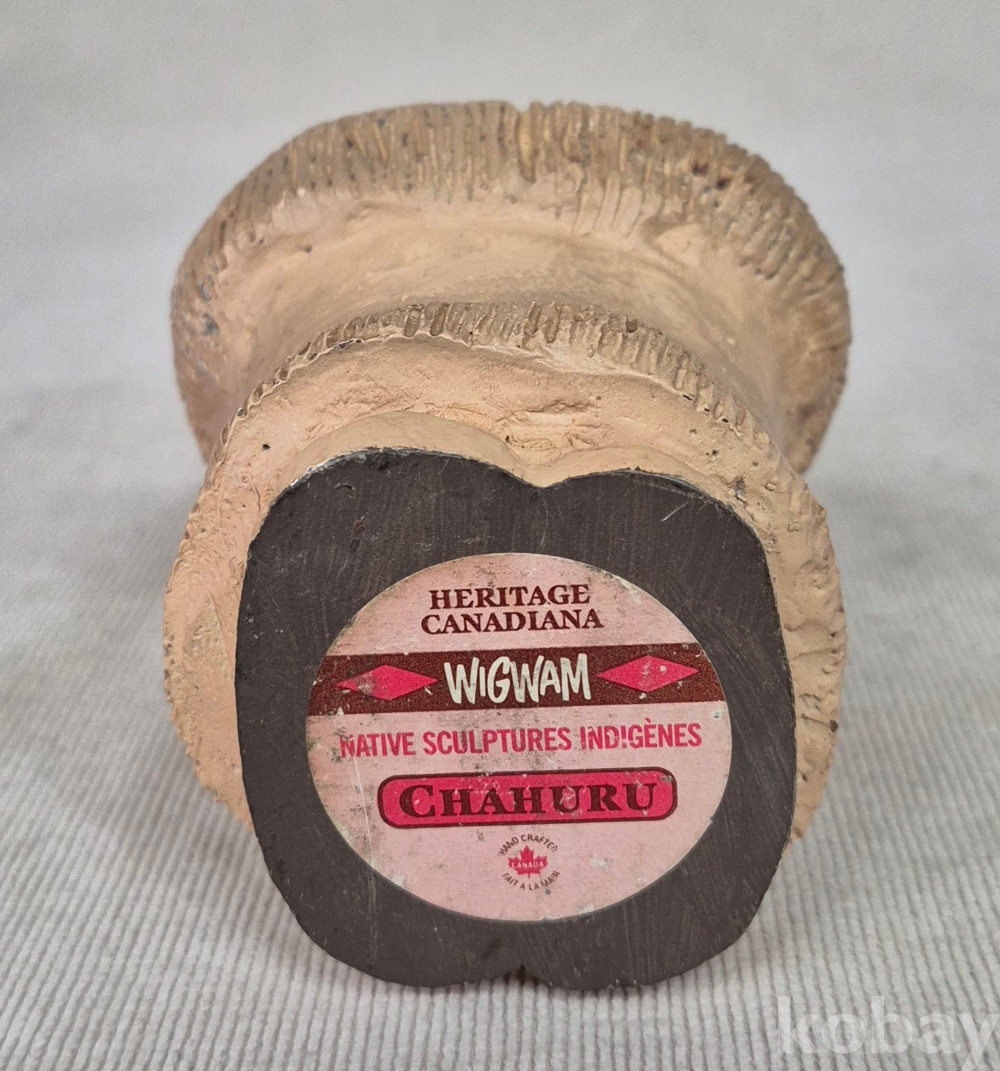 HERITAGE
CANADIANA
WIGWAM
NATIVE SCULPTURES INDIGÈNES
CHAHURU
HAND CRAFTED
CANADA
FAIT A LA MAIN
kobay